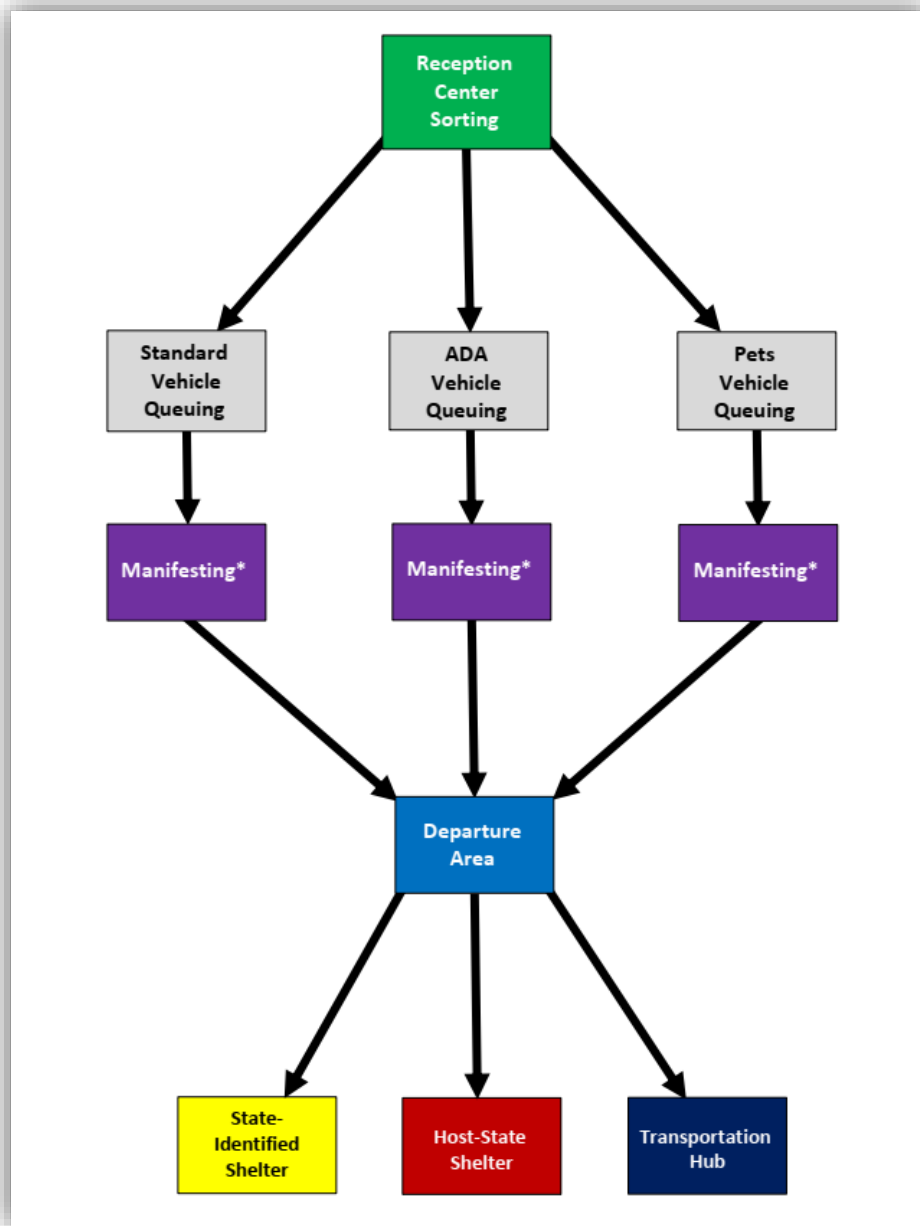 Reception
Center
Sorting
Standard
Vehicle
Queuing
ADA
Vehicle
Queuing
Pets
Vehicle
Queuing
Manifesting*
Manifesting*
Manifesting*
Departure
Area
State-
Identified
Shelter
Host-State
Shelter
Transportation
Hub